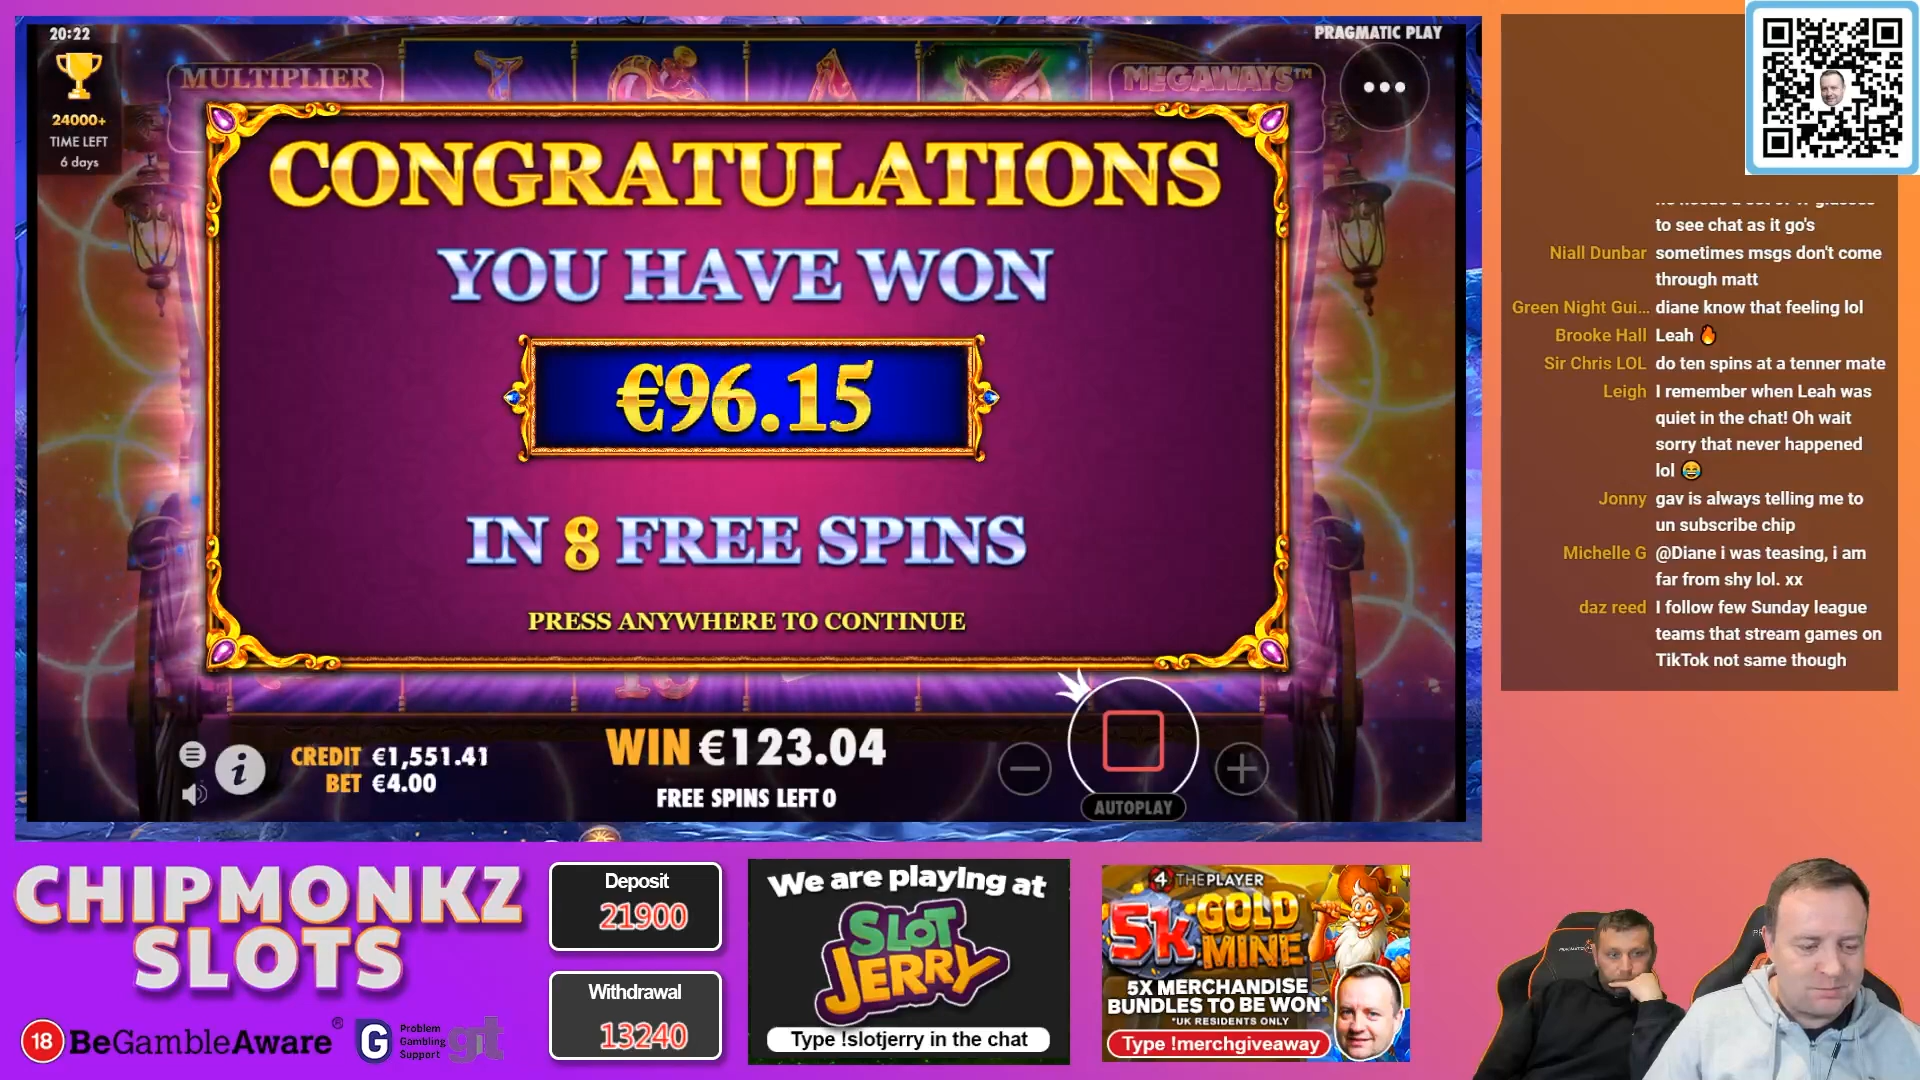 20:22
PRAGMATIC PLAY
24000+
TIME LEFT
6 days
MULTIPLIER
MEGAWAYS™
CONGRATULATIONS
YOU HAVE WON
€96.15
IN 8 FREE SPINS
PRESS ANYWHERE TO CONTINUE
CREDIT €1,551.41
BET €4.00
WIN €123.04
FREE SPINS LEFT 0
AUTOPLAY
to see chat as it go's
Niall Dunbar sometimes msgs don't come
through matt
Green Night Gui... diane know that feeling lol
Brooke Hall Leah 🔥
Sir Chris LOL do ten spins at a tenner mate
Leigh I remember when Leah was
quiet in the chat! Oh wait
sorry that never happened
lol 😂
Jonny gav is always telling me to
un subscribe chip
Michelle G @Diane i was teasing, i am
far from shy lol. xx
daz reed I follow few Sunday league
teams that stream games on
TikTok not same though
CHIPMONKZ
SLOTS
18 BeGambleAware®
G Problem
Gambling
Support
gt
Deposit
21900
Withdrawal
13240
We are playing at
SLOT
JERRY
Type !slotjerry in the chat
4 THEPLAYER
5k GOLD
MINE
5X MERCHANDISE
BUNDLES TO BE WON*
*UK RESIDENTS ONLY
Type !merchgiveaway